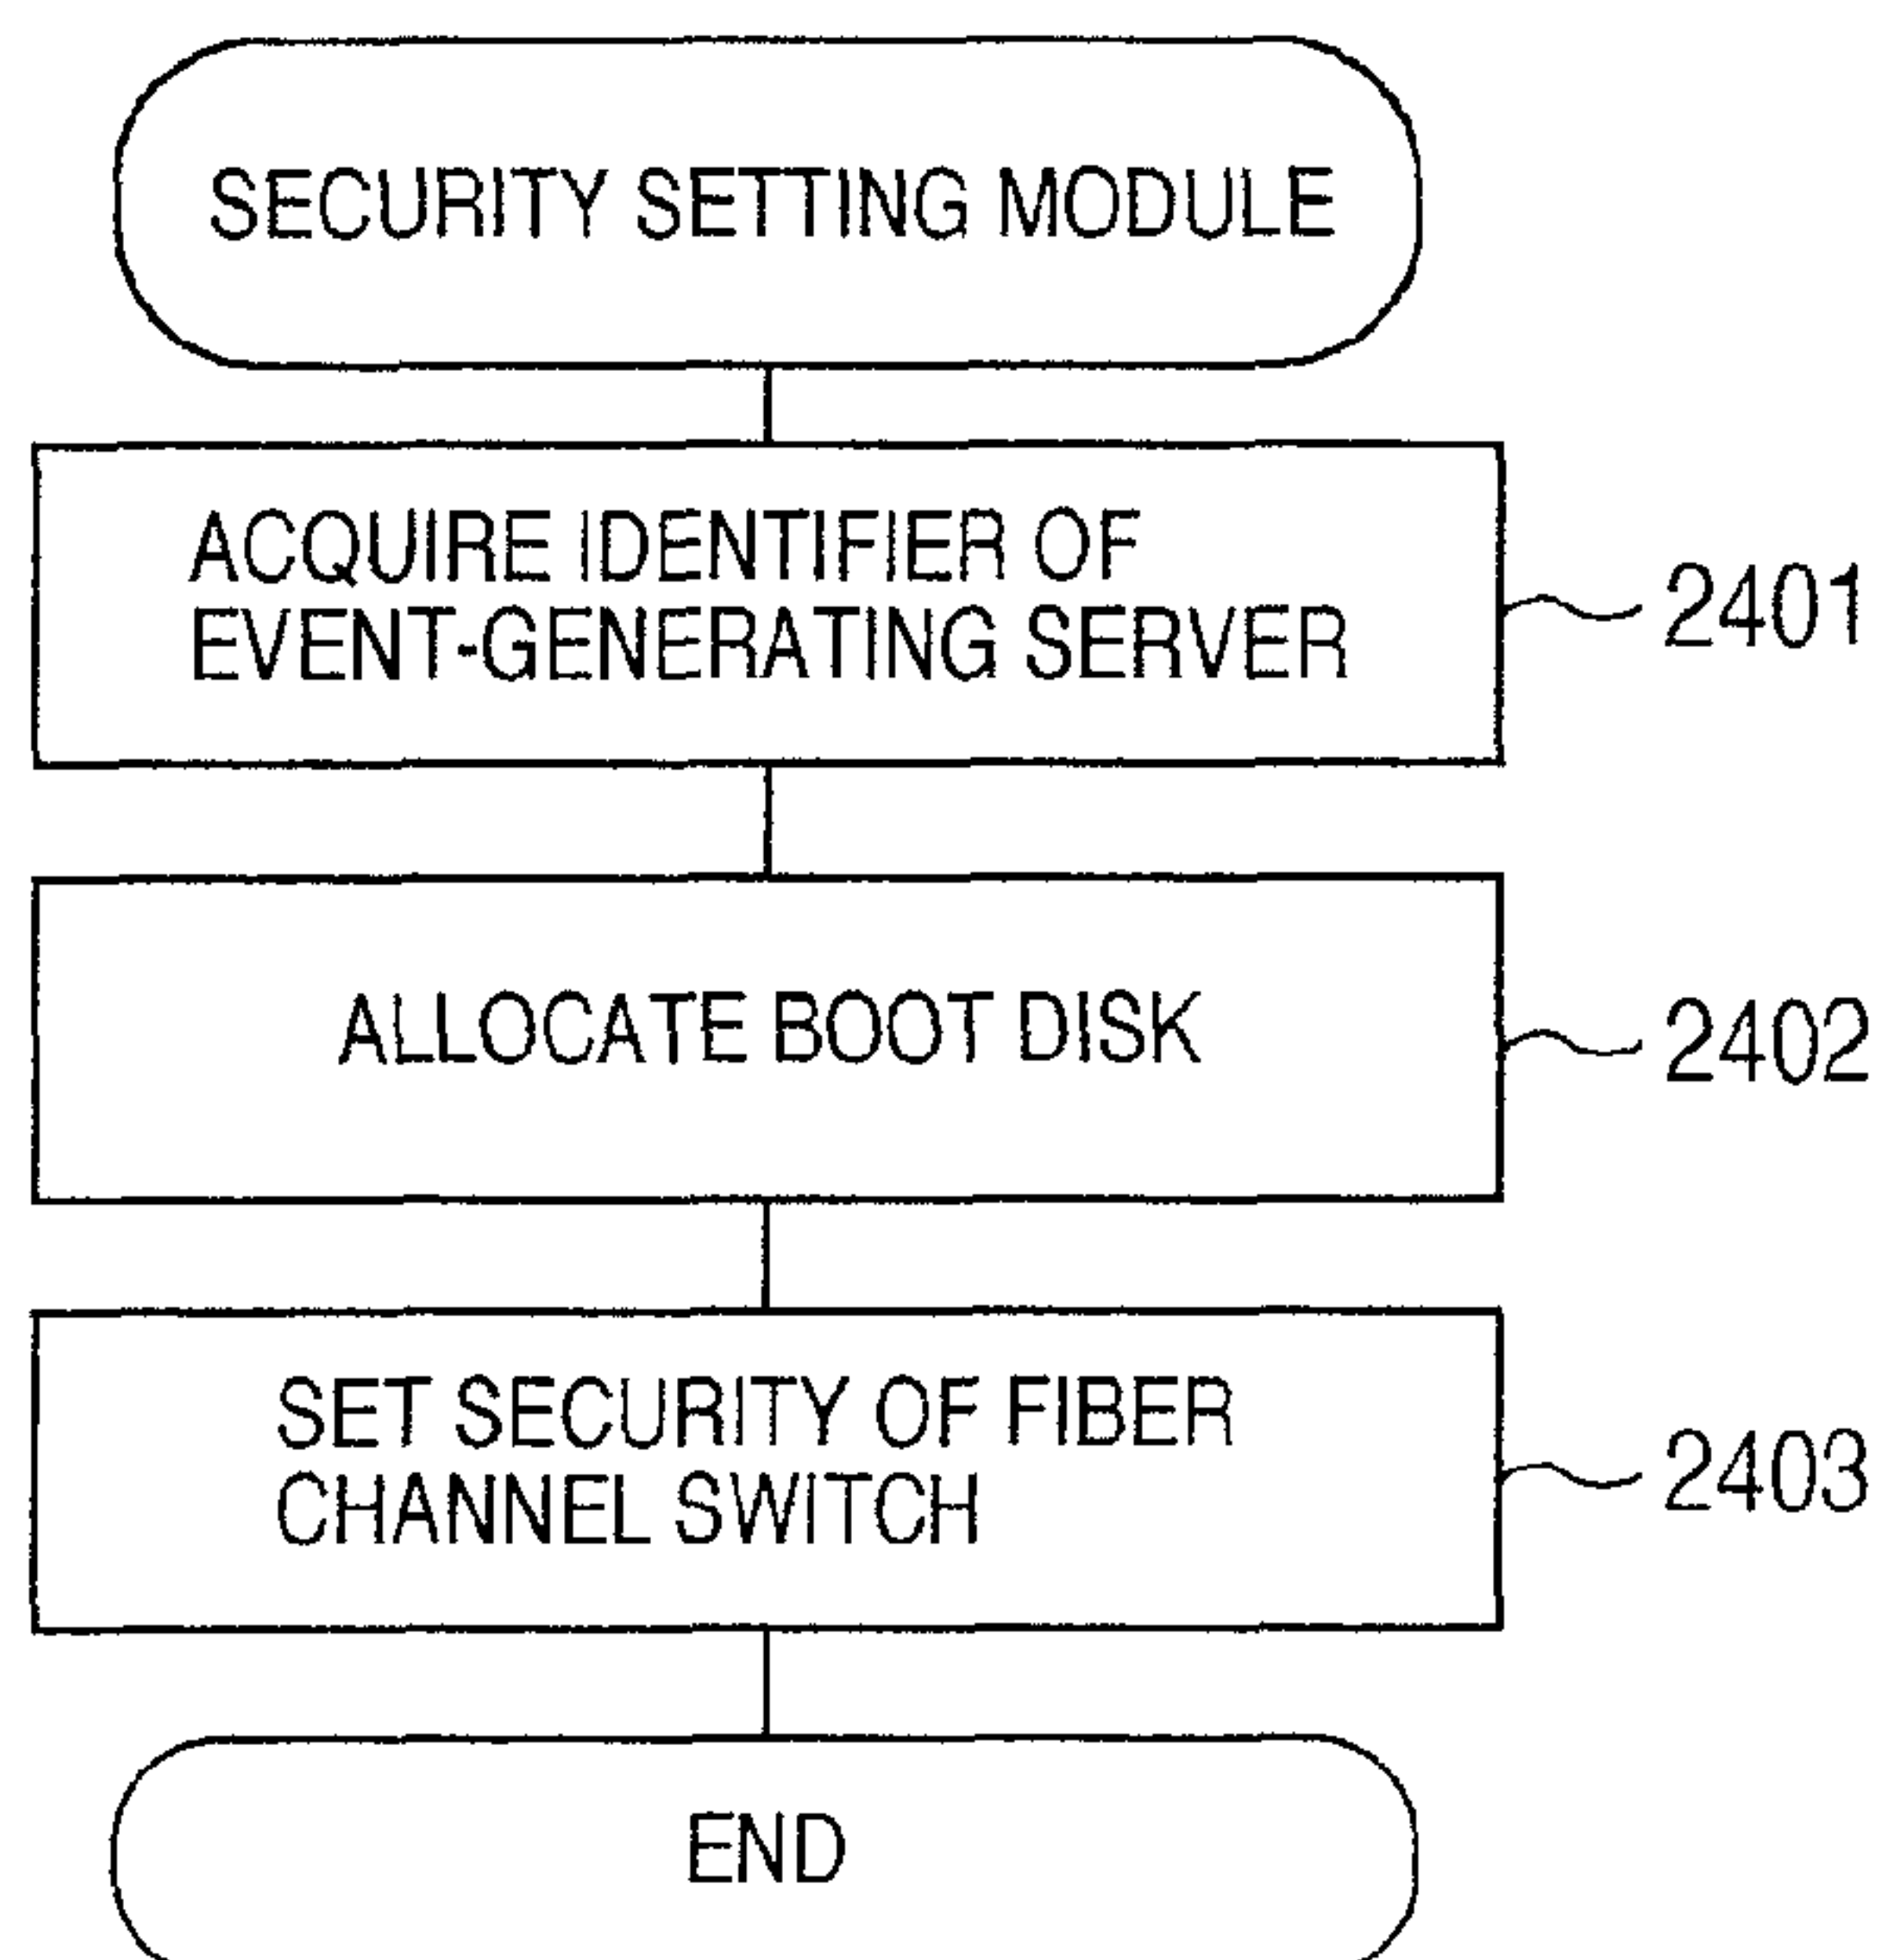 SECURITY SETTING MODULE
ACQUIRE IDENTIFIER OF
EVENT-GENERATING SERVER
2401
ALLOCATE BOOT DISK
2402
SET SECURITY OF FIBER
CHANNEL SWITCH
2403
END